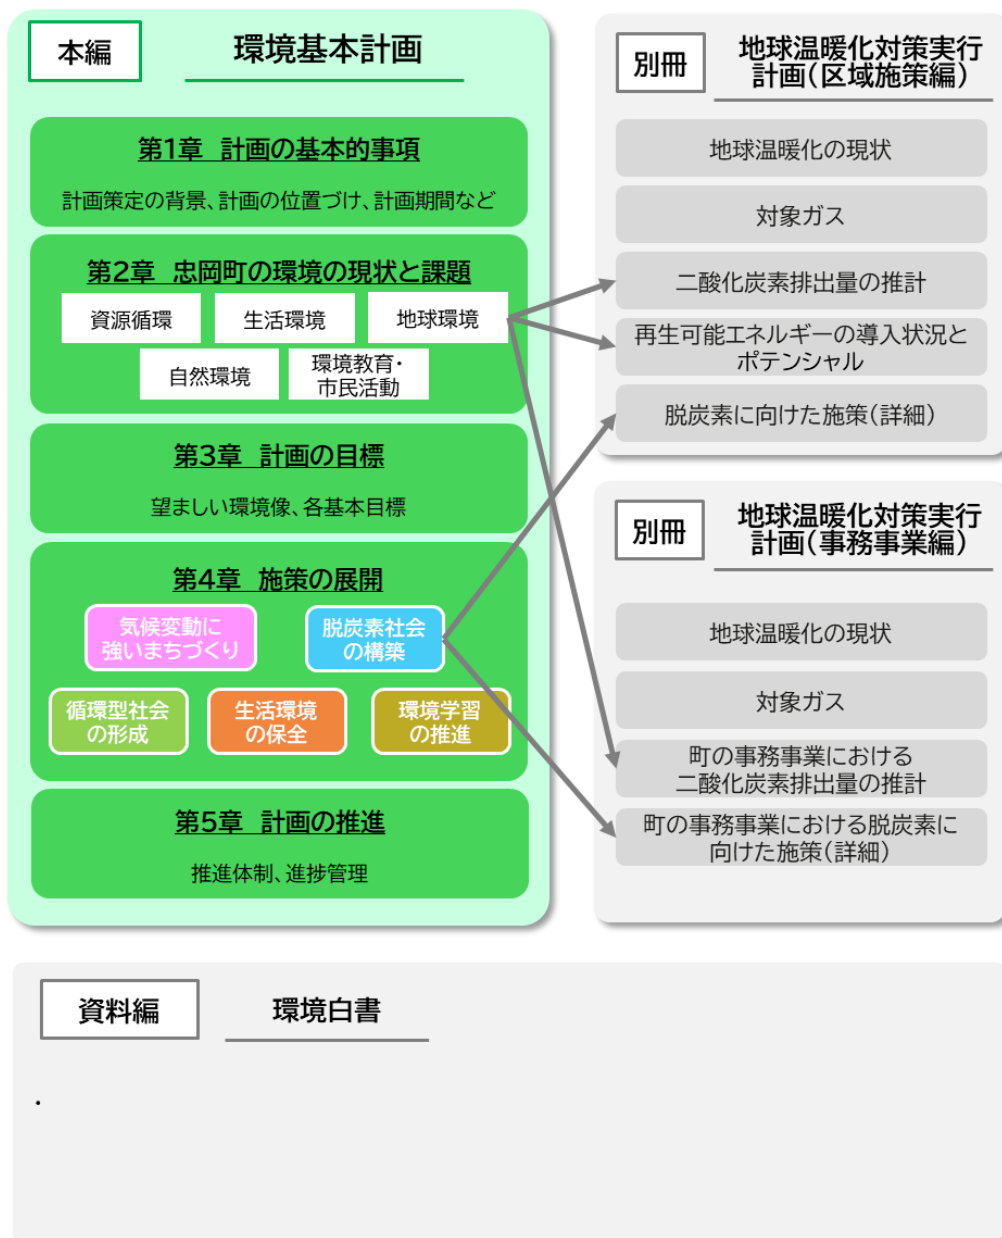 本編
環境基本計画
第1章 計画の基本的事項
計画策定の背景、計画の位置づけ、計画期間など
第2章 忠岡町の環境の現状と課題
資源循環
生活環境
地球環境
自然環境
環境教育・
市民活動
第3章 計画の目標
望ましい環境像、各基本目標
第4章 施策の展開
気候変動に
強いまちづくり
脱炭素社会
の構築
循環型社会
の形成
生活環境
の保全
環境学習
の推進
第5章 計画の推進
推進体制、進捗管理
別冊
地球温暖化対策実行
計画(区域施策編)
地球温暖化の現状
対象ガス
二酸化炭素排出量の推計
再生可能エネルギーの導入状況と
ポテンシャル
脱炭素に向けた施策(詳細)
別冊
地球温暖化対策実行
計画(事務事業編)
地球温暖化の現状
対象ガス
町の事務事業における
二酸化炭素排出量の推計
町の事務事業における脱炭素に
向けた施策(詳細)
資料編
環境白書
・